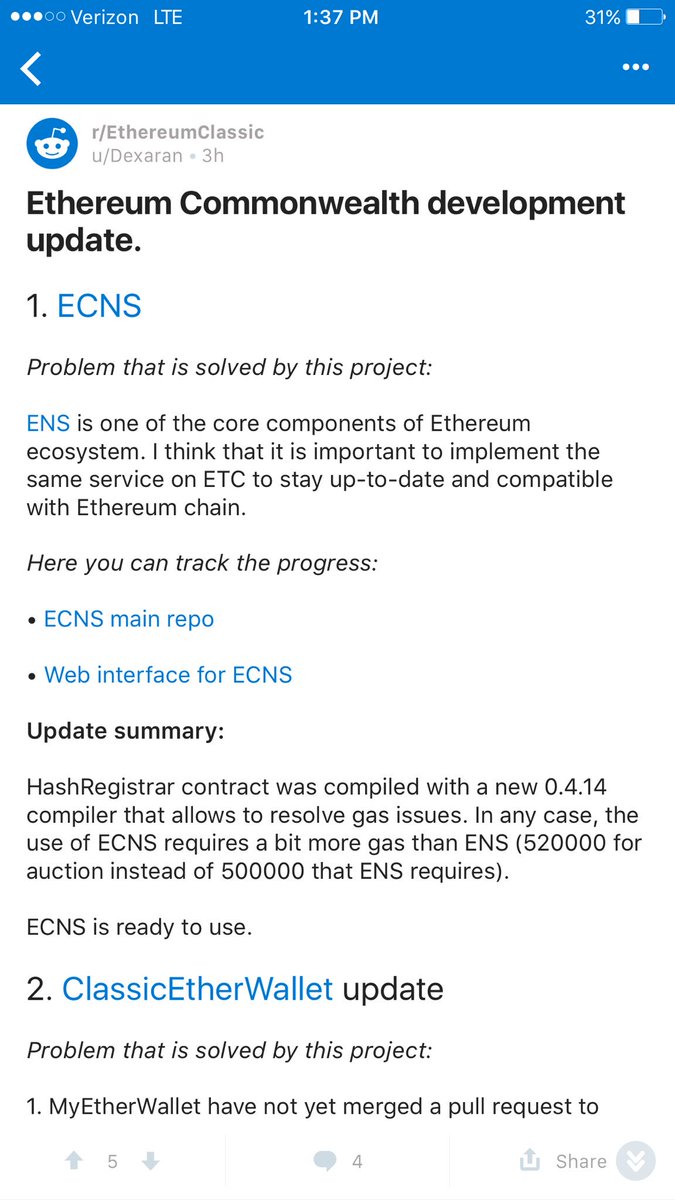 Verizon LTE 1:37 PM 31%
r/EthereumClassic
u/Dexaran • 3h
Ethereum Commonwealth development
update.
1. ECNS
Problem that is solved by this project:
ENS is one of the core components of Ethereum
ecosystem. I think that it is important to implement the
same service on ETC to stay up-to-date and compatible
with Ethereum chain.
Here you can track the progress:
• ECNS main repo
• Web interface for ECNS
Update summary:
HashRegistrar contract was compiled with a new 0.4.14
compiler that allows to resolve gas issues. In any case, the
use of ECNS requires a bit more gas than ENS (520000 for
auction instead of 500000 that ENS requires).
ECNS is ready to use.
2. ClassicEtherWallet update
Problem that is solved by this project:
1. MyEtherWallet have not yet merged a pull request to
5 4 Share